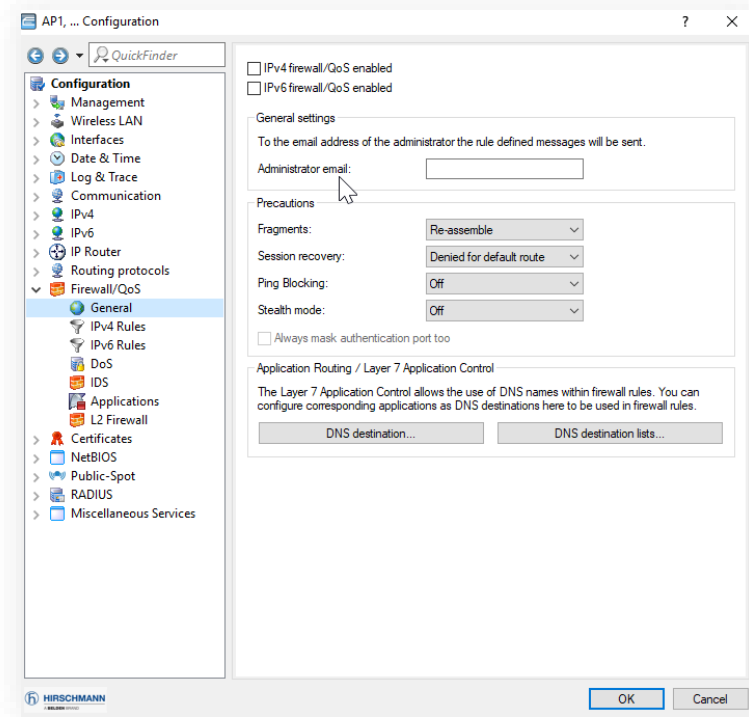 AP1, ... Configuration
?
QuickFinder
Configuration
Management
Wireless LAN
Interfaces
Date & Time
Log & Trace
Communication
IPv4
IPv6
IP Router
Routing protocols
Firewall/QoS
General
IPv4 Rules
IPv6 Rules
DoS
IDS
Applications
L2 Firewall
Certificates
NetBIOS
Public-Spot
RADIUS
Miscellaneous Services
IPv4 firewall/QoS enabled
IPv6 firewall/QoS enabled
General settings
To the email address of the administrator the rule defined messages will be sent.
Administrator email:
Precautions
Fragments: Re-assemble
Session recovery: Denied for default route
Ping Blocking: Off
Stealth mode: Off
Always mask authentication port too
Application Routing / Layer 7 Application Control
The Layer 7 Application Control allows the use of DNS names within firewall rules. You can
configure corresponding applications as DNS destinations here to be used in firewall rules.
DNS destination... DNS destination lists...
HIRSCHMANN
A BELDEN BRAND
OK Cancel